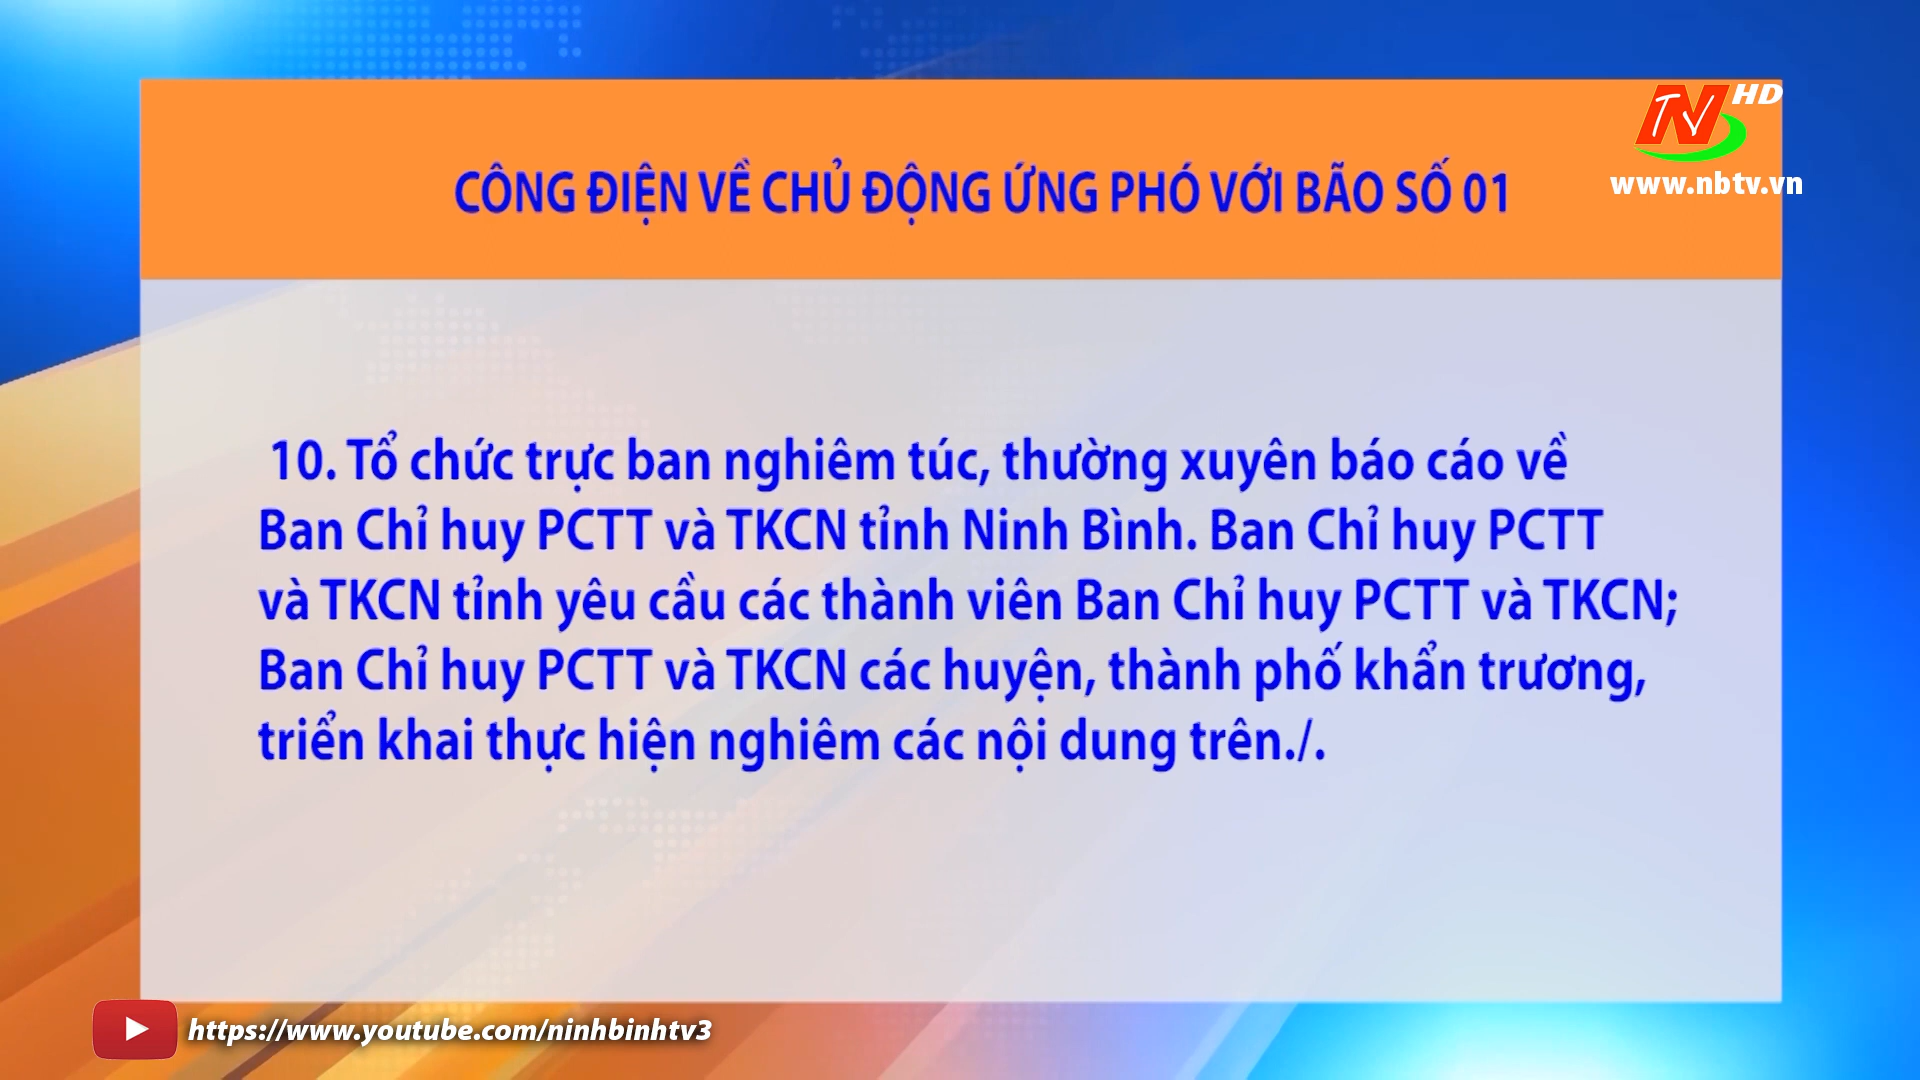 NTV HD
www.nbtv.vn
CÔNG ĐIỆN VỀ CHỦ ĐỘNG ỨNG PHÓ VỚI BÃO SỐ 01
10. Tổ chức trực ban nghiêm túc, thường xuyên báo cáo về
Ban Chỉ huy PCTT và TKCN tỉnh Ninh Bình. Ban Chỉ huy PCTT
và TKCN tỉnh yêu cầu các thành viên Ban Chỉ huy PCTT và TKCN;
Ban Chỉ huy PCTT và TKCN các huyện, thành phố khẩn trương,
triển khai thực hiện nghiêm các nội dung trên./.
https://www.youtube.com/ninhbinhtv3